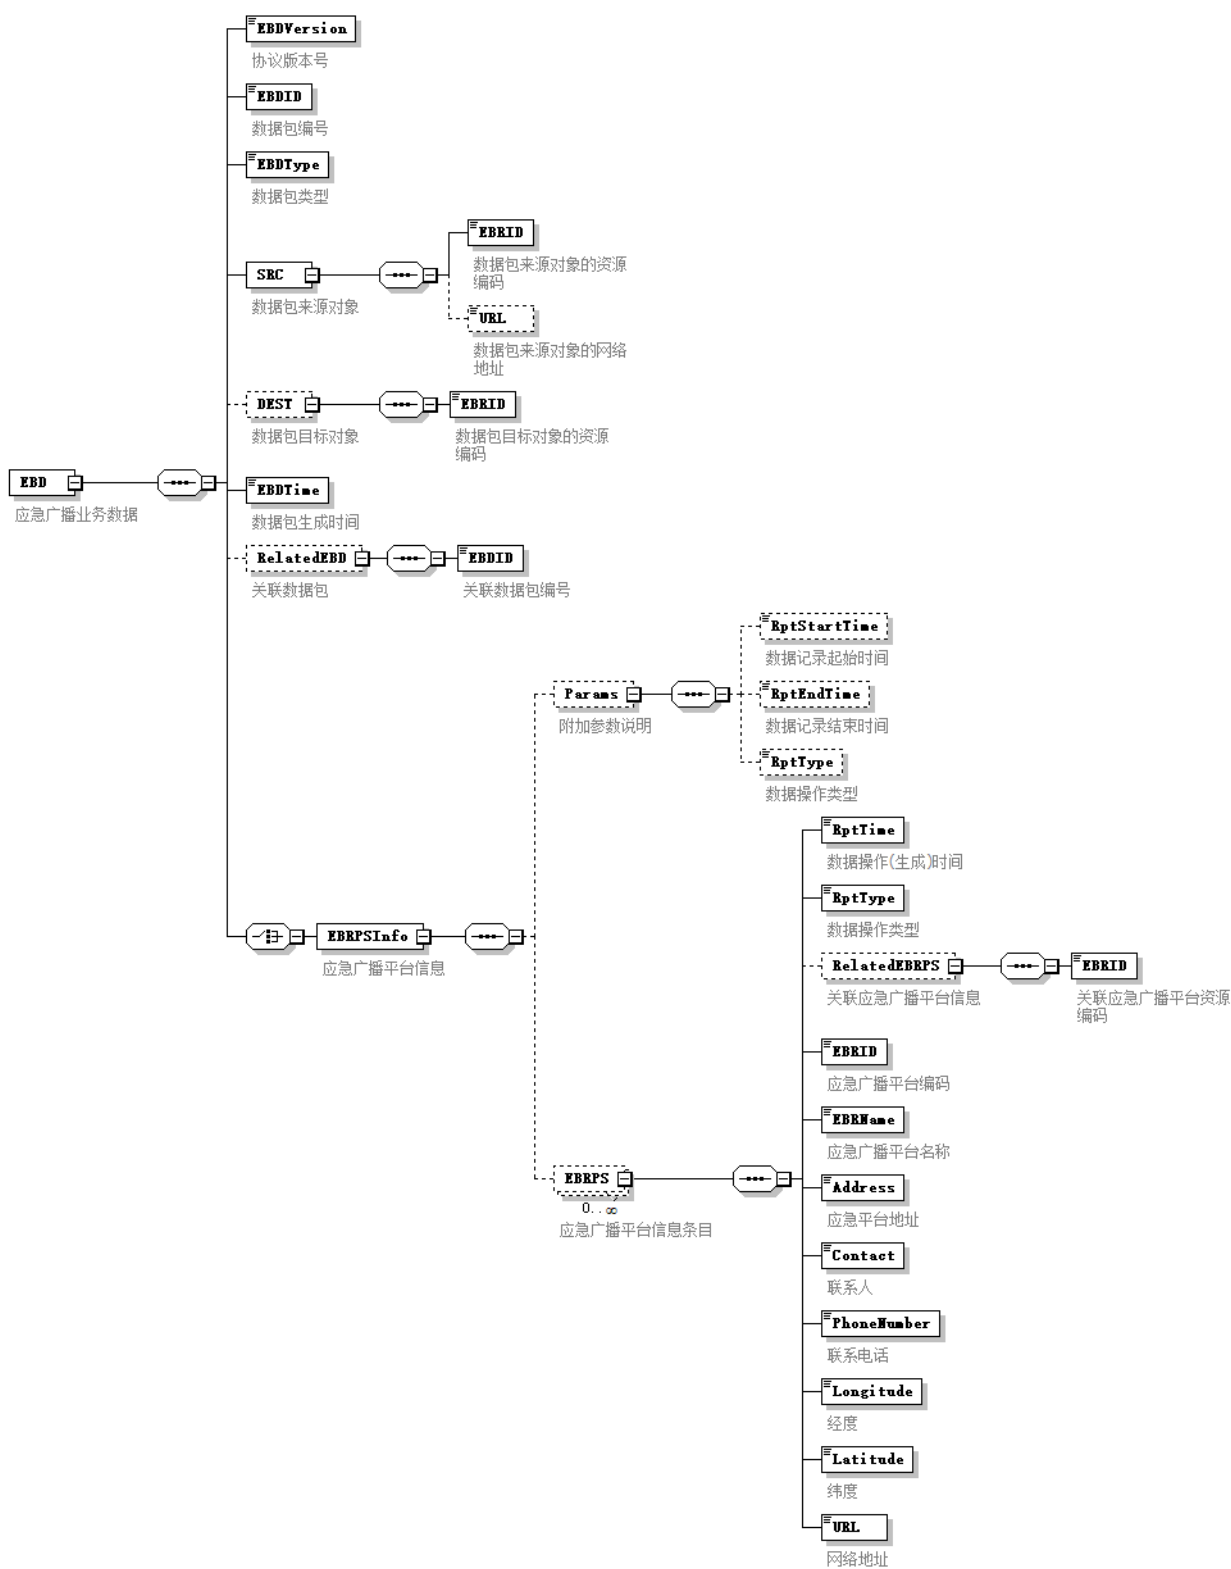 EBDVersion
协议版本号
EBDID
数据包编号
EBDType
数据包类型
EBRID
数据包来源对象的资源
编码
SRC
数据包来源对象
URL
数据包来源对象的网络
地址
DEST
数据包目标对象
EBRID
数据包目标对象的资源
编码
EBD
应急广播业务数据
EBDTime
数据包生成时间
RelatedEBD
关联数据包
EBDID
关联数据包编号
RptStartTime
数据记录起始时间
Params
附加参数说明
RptEndTime
数据记录结束时间
RptType
数据操作类型
RptTime
数据操作(生成)时间
RptType
数据操作类型
EBRPSInfo
应急广播平台信息
RelatedEBRPS
关联应急广播平台信息
EBRID
关联应急广播平台资源
编码
EBRID
应急广播平台编码
EBRName
应急广播平台名称
EBRPS
0..∞
应急广播平台信息条目
Address
应急平台地址
Contact
联系人
PhoneNumber
联系电话
Longitude
经度
Latitude
纬度
URL
网络地址